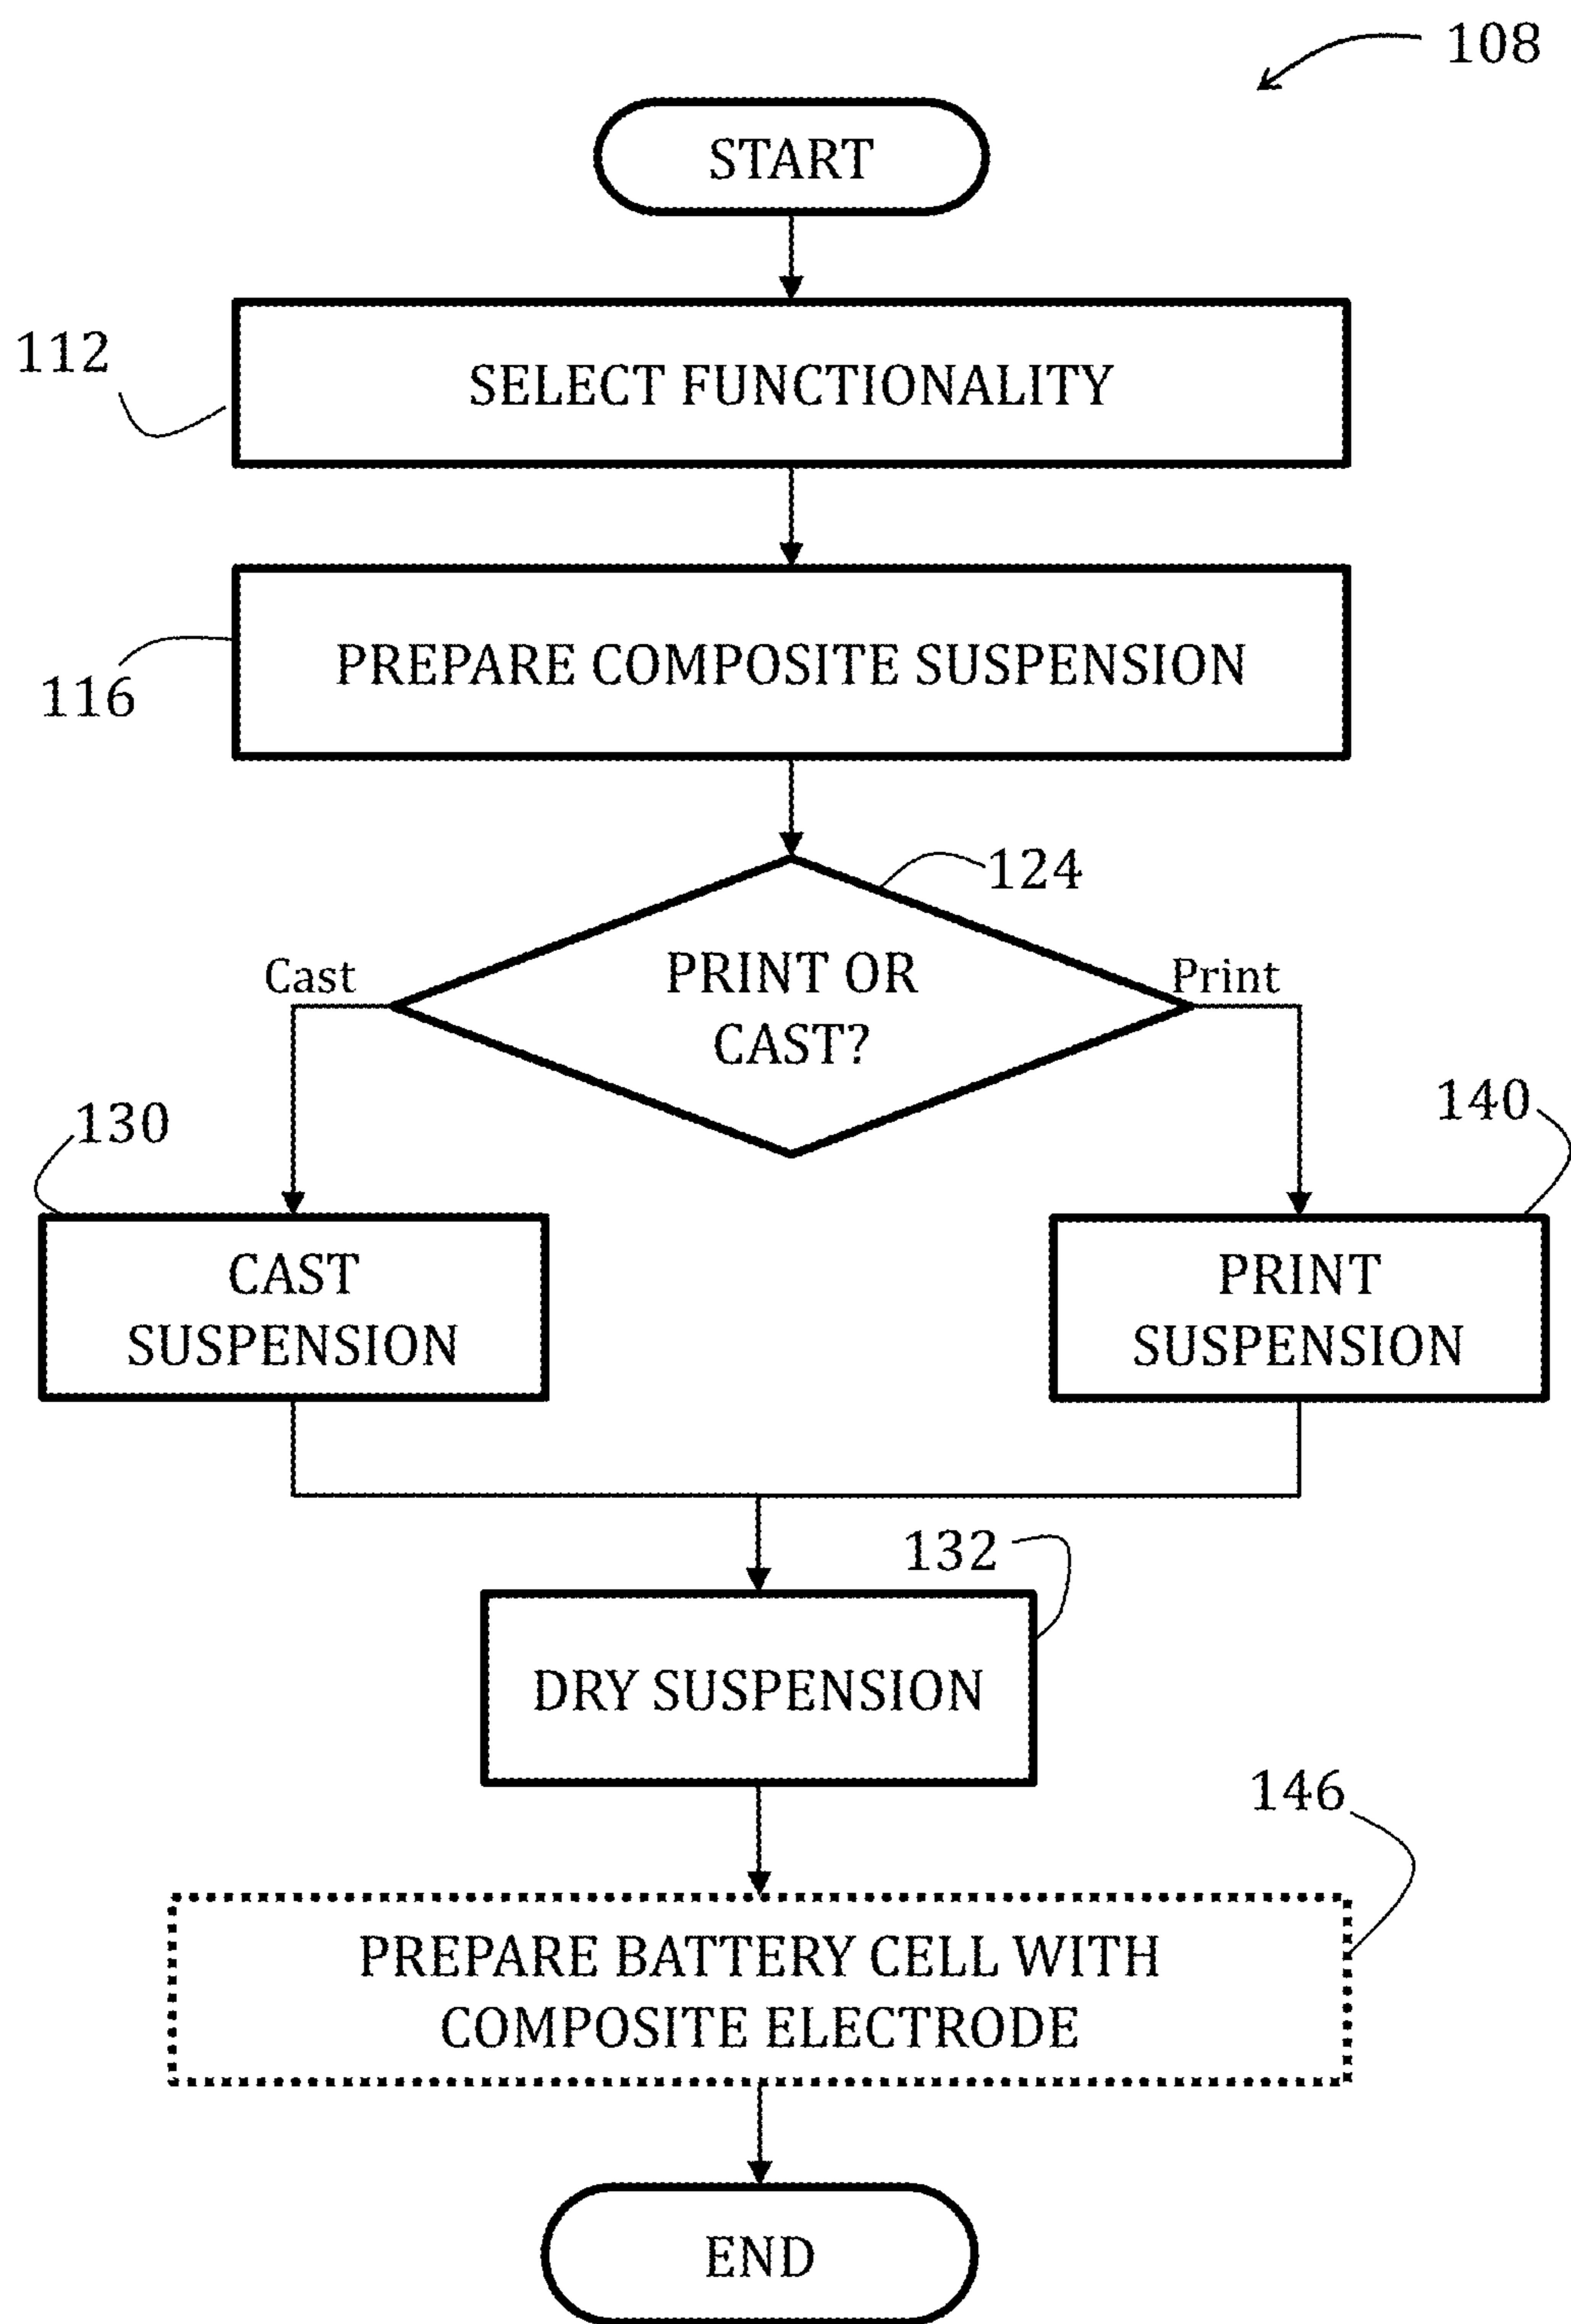 108
START
112
SELECT FUNCTIONALITY
PREPARE COMPOSITE SUSPENSION
116
124
PRINT OR
CAST?
Cast
Print
130
140
CAST
SUSPENSION
PRINT
SUSPENSION
132
DRY SUSPENSION
146
PREPARE BATTERY CELL WITH
COMPOSITE ELECTRODE
END